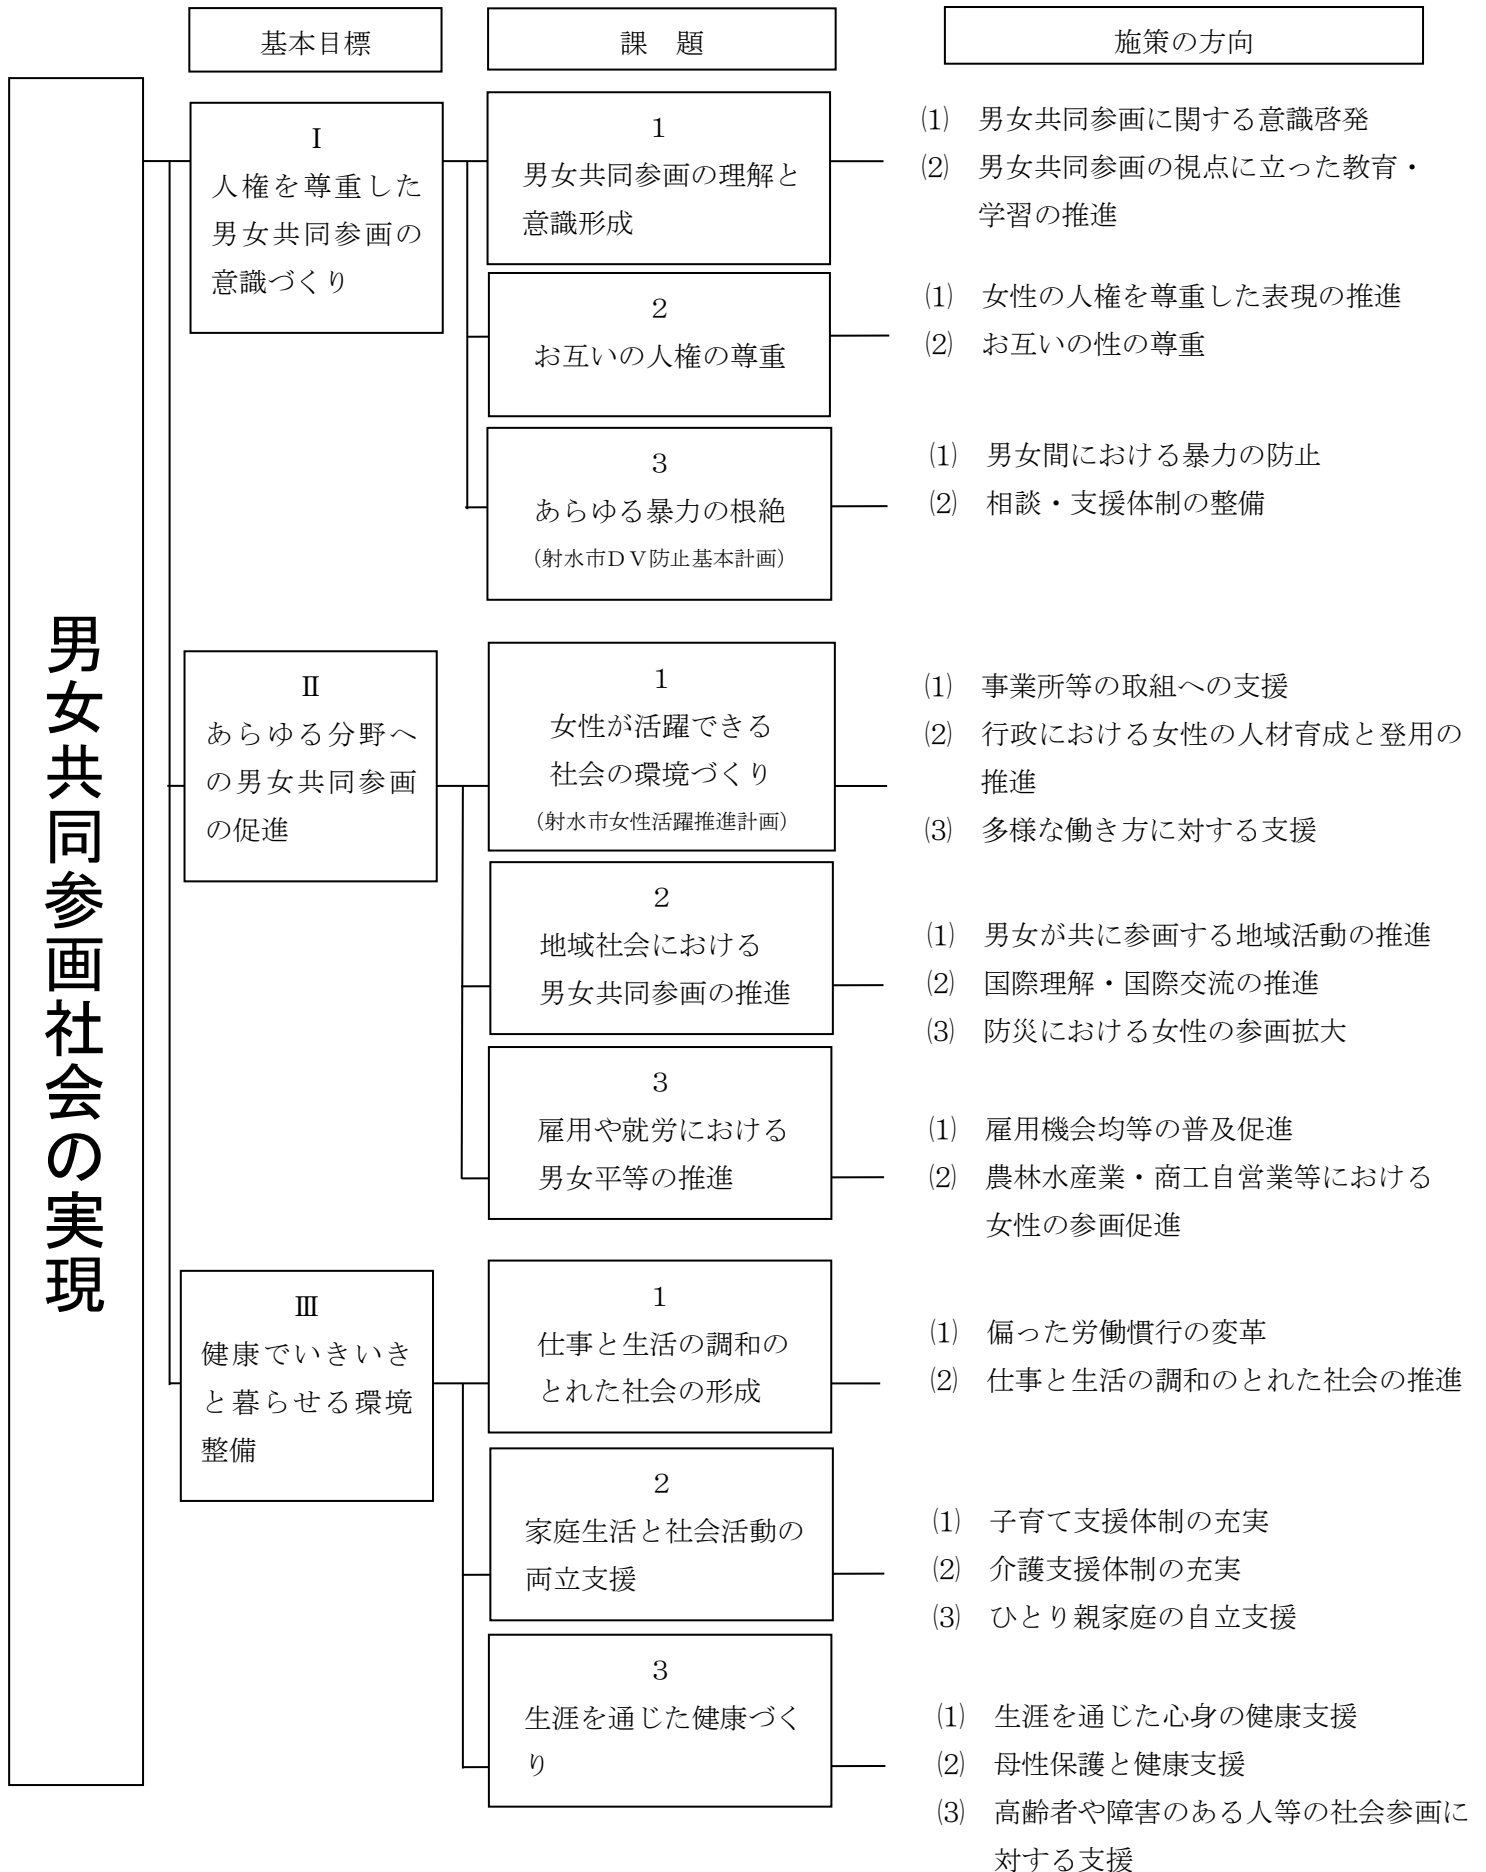 基本目標
課　題
施策の方向
男女共同参画社会の実現
Ⅰ
人権を尊重した
男女共同参画の
意識づくり
1
男女共同参画の理解と
意識形成
⑴　男女共同参画に関する意識啓発
⑵　男女共同参画の視点に立った教育・
学習の推進
2
お互いの人権の尊重
⑴　女性の人権を尊重した表現の推進
⑵　お互いの性の尊重
3
あらゆる暴力の根絶
(射水市DV防止基本計画)
⑴　男女間における暴力の防止
⑵　相談・支援体制の整備
Ⅱ
あらゆる分野へ
の男女共同参画
の促進
1
女性が活躍できる
社会の環境づくり
(射水市女性活躍推進計画)
⑴　事業所等の取組への支援
⑵　行政における女性の人材育成と登用の
推進
⑶　多様な働き方に対する支援
2
地域社会における
男女共同参画の推進
⑴　男女が共に参画する地域活動の推進
⑵　国際理解・国際交流の推進
⑶　防災における女性の参画拡大
3
雇用や就労における
男女平等の推進
⑴　雇用機会均等の普及促進
⑵　農林水産業・商工自営業等における
女性の参画促進
Ⅲ
健康でいきいき
と暮らせる環境
整備
1
仕事と生活の調和の
とれた社会の形成
⑴　偏った労働慣行の変革
⑵　仕事と生活の調和のとれた社会の推進
2
家庭生活と社会活動の
両立支援
⑴　子育て支援体制の充実
⑵　介護支援体制の充実
⑶　ひとり親家庭の自立支援
3
生涯を通じた健康づく
り
⑴　生涯を通じた心身の健康支援
⑵　母性保護と健康支援
⑶　高齢者や障害のある人等の社会参画に
対する支援